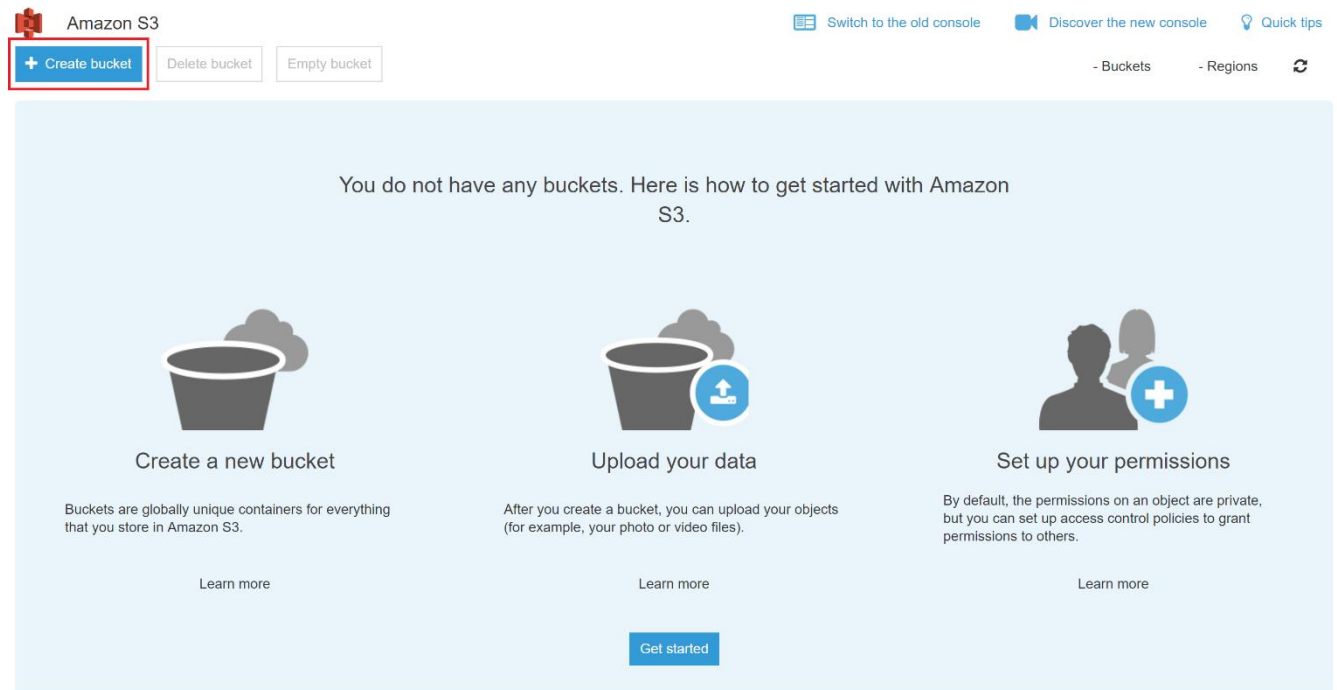 Amazon S3
Switch to the old console
Discover the new console
Quick tips
Create bucket
Delete bucket
Empty bucket
- Buckets
- Regions
You do not have any buckets. Here is how to get started with Amazon
S3.
Create a new bucket
Buckets are globally unique containers for everything
that you store in Amazon S3.
Learn more
Upload your data
After you create a bucket, you can upload your objects
(for example, your photo or video files).
Learn more
Set up your permissions
By default, the permissions on an object are private,
but you can set up access control policies to grant
permissions to others.
Learn more
Get started